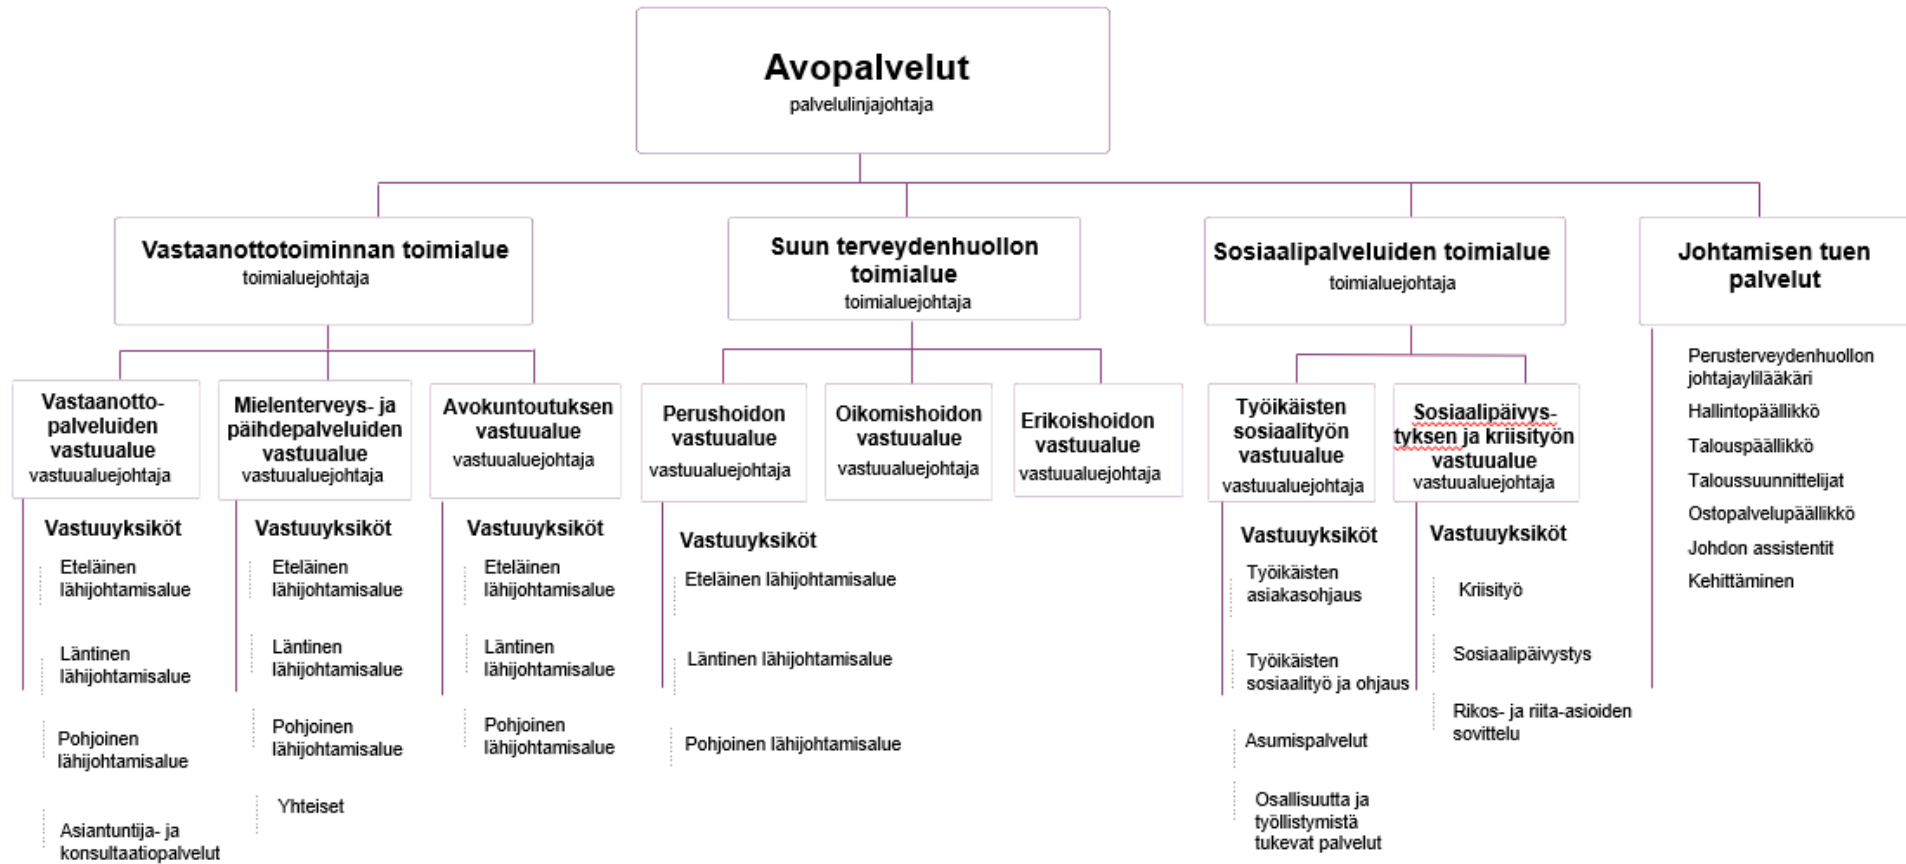 Avopalvelut
palvelulinjajohtaja
Vastaanottotoiminnan toimialue
toimialuejohtaja
Suun terveydenhuollon
toimialue
toimialuejohtaja
Sosiaalipalveluiden toimialue
toimialuejohtaja
Johtamisen tuen
palvelut
Vastaanotto-
palveluiden
vastuualue
vastuualuejohtaja
Vastuuyksiköt
Eteläinen
lähijohtamisalue
Läntinen
lähijohtamisalue
Pohjoinen
lähijohtamisalue
Asiantuntija- ja
konsultaatiopalvelut
Mielenterveys- ja
päihdepalveluiden
vastuualue
vastuualuejohtaja
Vastuuyksiköt
Eteläinen
lähijohtamisalue
Läntinen
lähijohtamisalue
Pohjoinen
lähijohtamisalue
Yhteiset
Avokuntoutuksen
vastuualue
vastuualuejohtaja
Vastuuyksiköt
Eteläinen
lähijohtamisalue
Läntinen
lähijohtamisalue
Pohjoinen
lähijohtamisalue
Perushoidon
vastuualue
vastuualuejohtaja
Vastuuyksiköt
Eteläinen lähijohtamisalue
Läntinen lähijohtamisalue
Pohjoinen lähijohtamisalue
Oikomishoidon
vastuualue
vastuualuejohtaja
Erikoishoidon
vastuualue
vastuualuejohtaja
Työikäisten
sosiaalityön
vastuualue
vastuualuejohtaja
Vastuuyksiköt
Työikäisten
asiakasohjaus
Työikäisten
sosiaalityö ja ohjaus
Asumispalvelut
Osallisuutta ja
työllistymistä
tukevat palvelut
Sosiaalipäivys-
tyksen ja kriisityön
vastuualue
vastuualuejohtaja
Vastuuyksiköt
Kriisityö
Sosiaalipäivystys
Rikos- ja riita-asioiden
sovittelu
Perusterveydenhuollon
johtajaylilääkäri
Hallintopäällikkö
Talouspäällikkö
Taloussuunnittelijat
Ostopalvelupäällikkö
Johdon assistentit
Kehittäminen